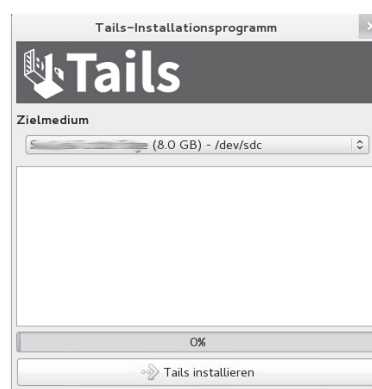 Tails-Installationsprogramm
Tails
Zielmedium
(8.0 GB) - /dev/sdc
0%
Tails installieren